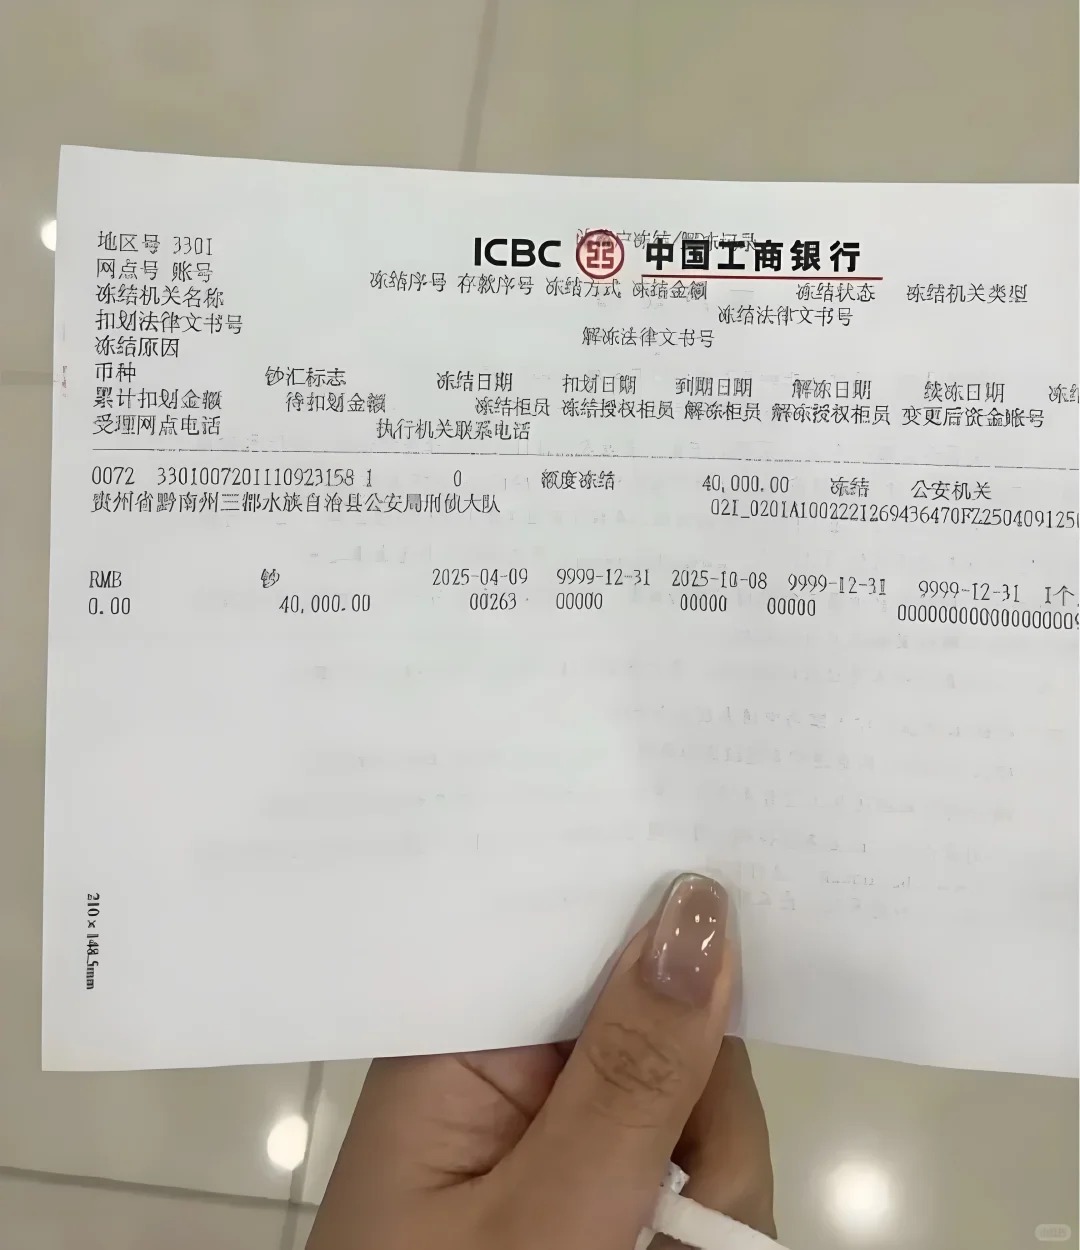 地区号 3301
ICBC 中国工商银行
网点号 账号
冻结序号 存款序号 冻结方式 冻结金额 冻结状态 冻结机关类型
冻结机关名称
冻结法律文书号
扣划法律文书号
解冻法律文书号
冻结原因
币种 钞汇标志 冻结日期 扣划日期 到期日期 解冻日期 续冻日期 冻结
累计扣划金额 待扣划金额 冻结柜员 冻结授权柜员 解冻柜员 解冻授权柜员 变更后资金账号
受理网点电话 执行机关联系电话
0072 3301007201110923158 1 0 额度冻结 40,000.00 冻结 公安机关
贵州省黔南州三都水族自治县公安局刑侦大队 02I_0201A1002221269436470FZ250409125
RMB 钞 2025-04-09 9999-12-31 2025-10-08 9999-12-31 9999-12-31 1个
0.00 40,000.00 00263 00000 00000 00000 000000000000000000
210×148.5mm